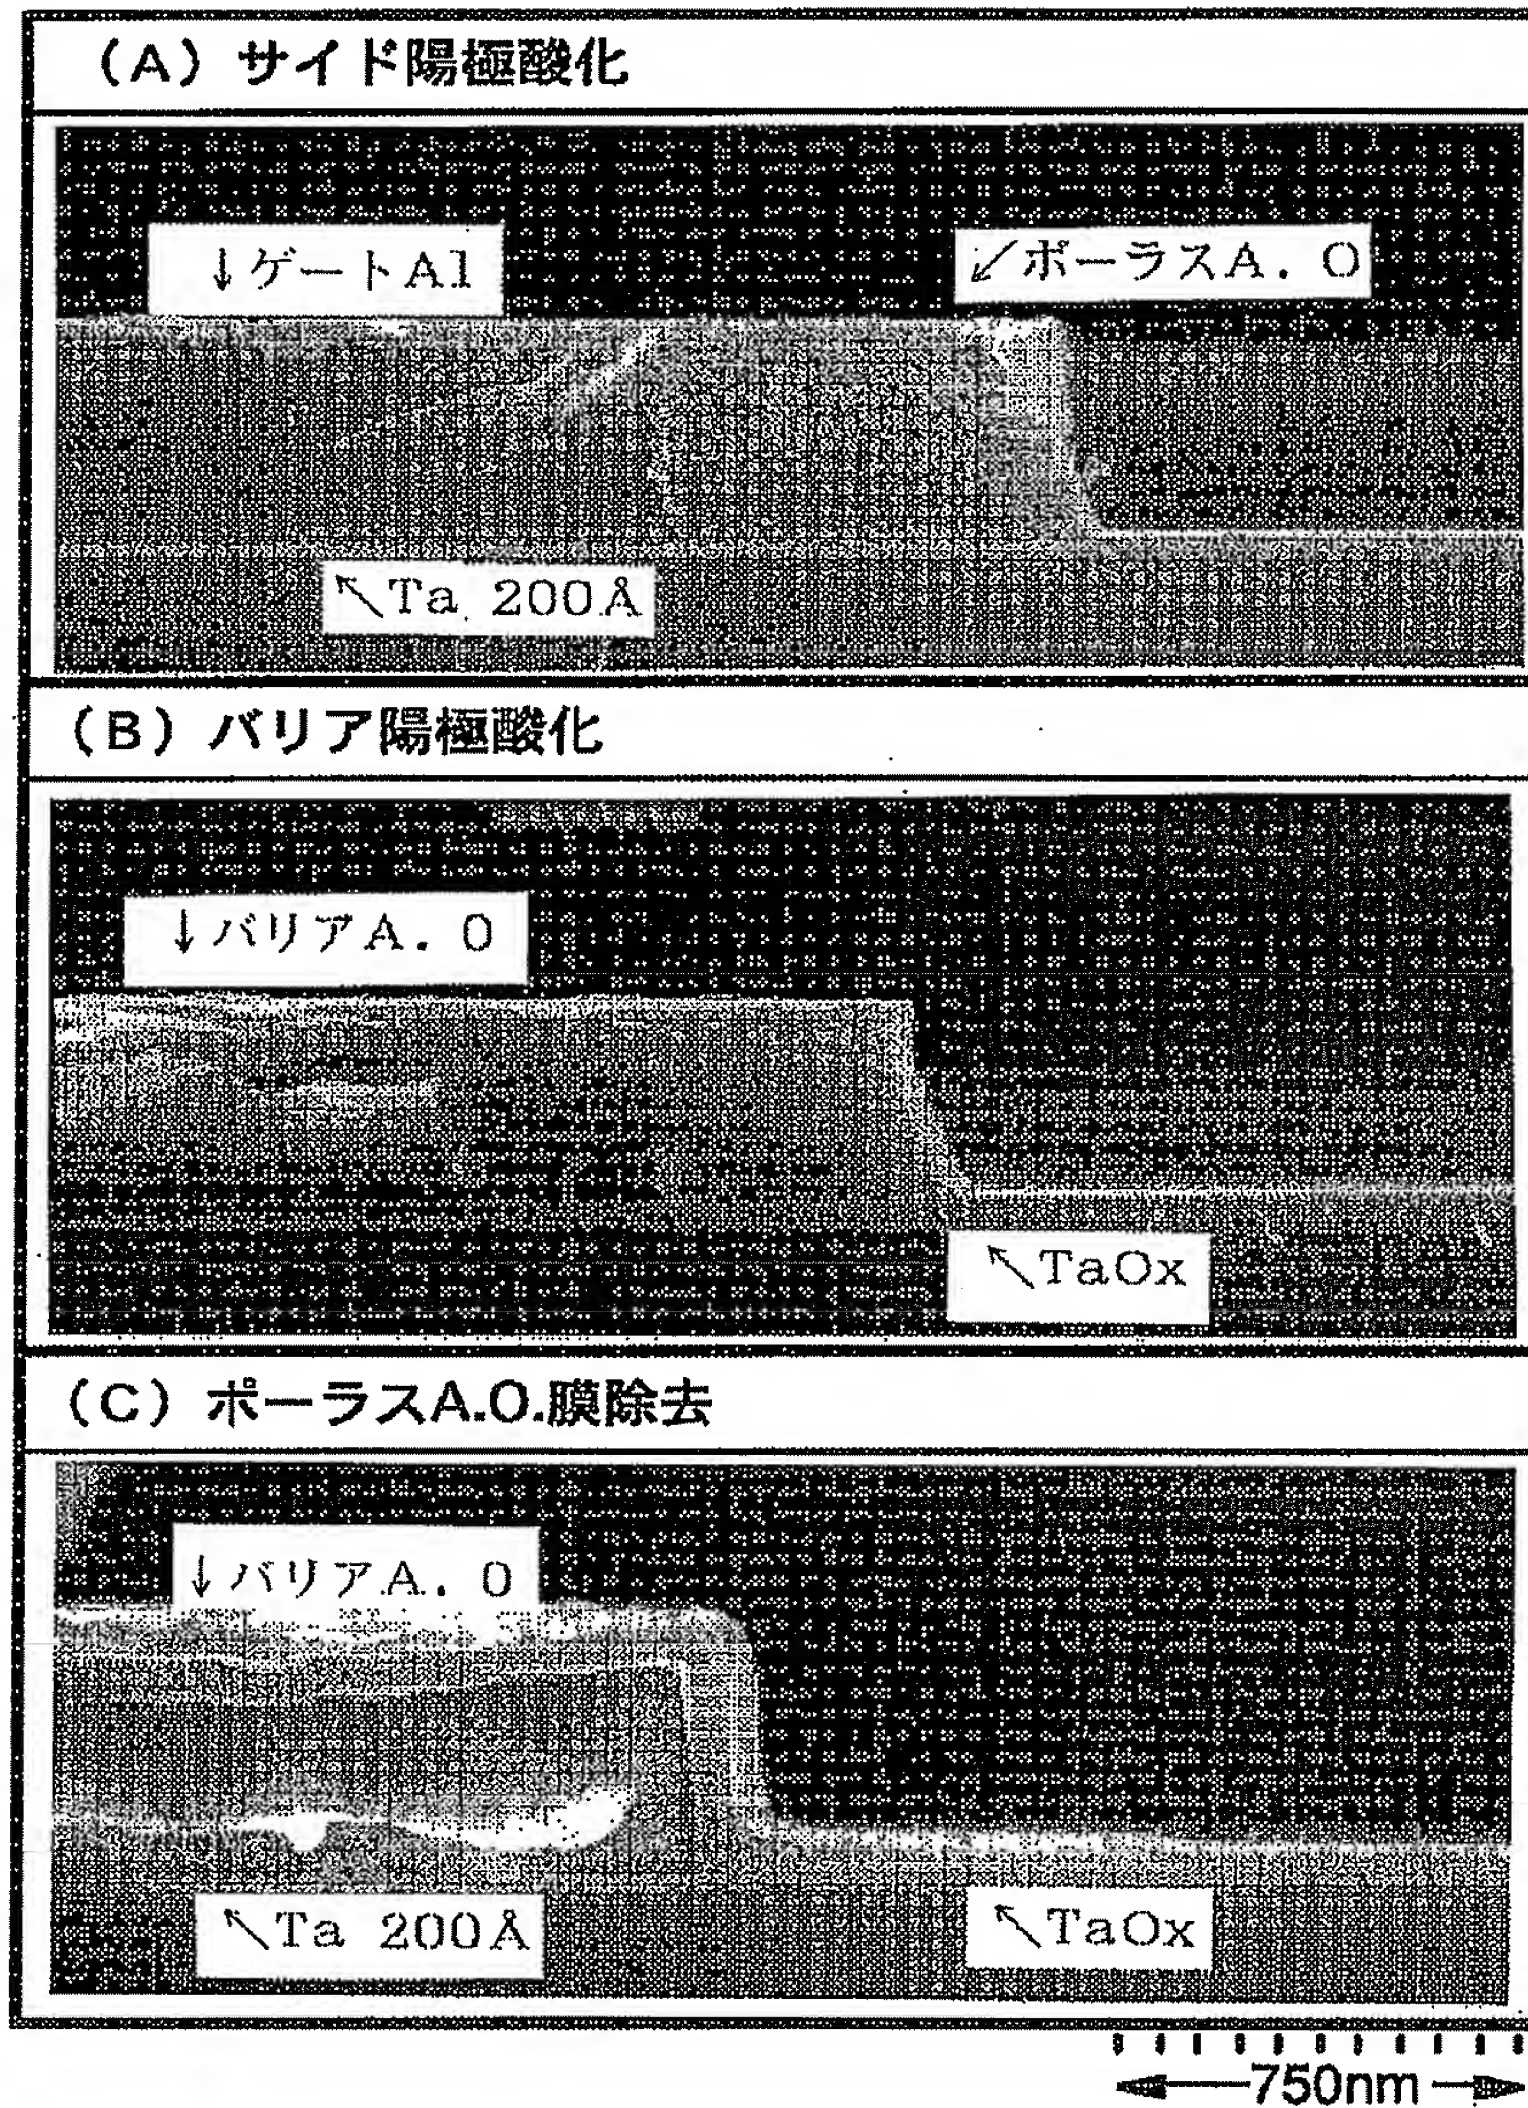 (A) サイド陽極酸化
↓ゲートAl
↙ポーラスA. O
↖Ta 200Å
(B) バリア陽極酸化
↓バリアA. O
↖TaOx
(C) ポーラスA.O.膜除去
↓バリアA. O
↖Ta 200Å
↖TaOx
750nm